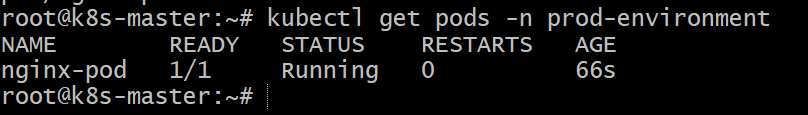 root@k8s-master:~# kubectl get pods -n prod-environment
NAME READY STATUS RESTARTS AGE
nginx-pod 1/1 Running 0 66s
root@k8s-master:~#